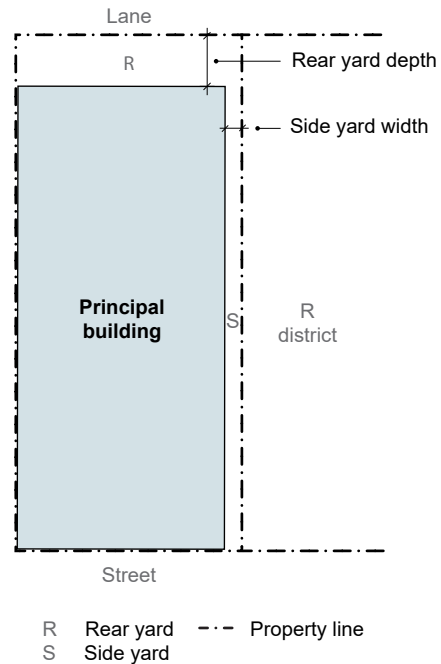 Lane
R
Rear yard depth
Side yard width
Principal
building
S
R
district
Street
R Rear yard Property line
S Side yard